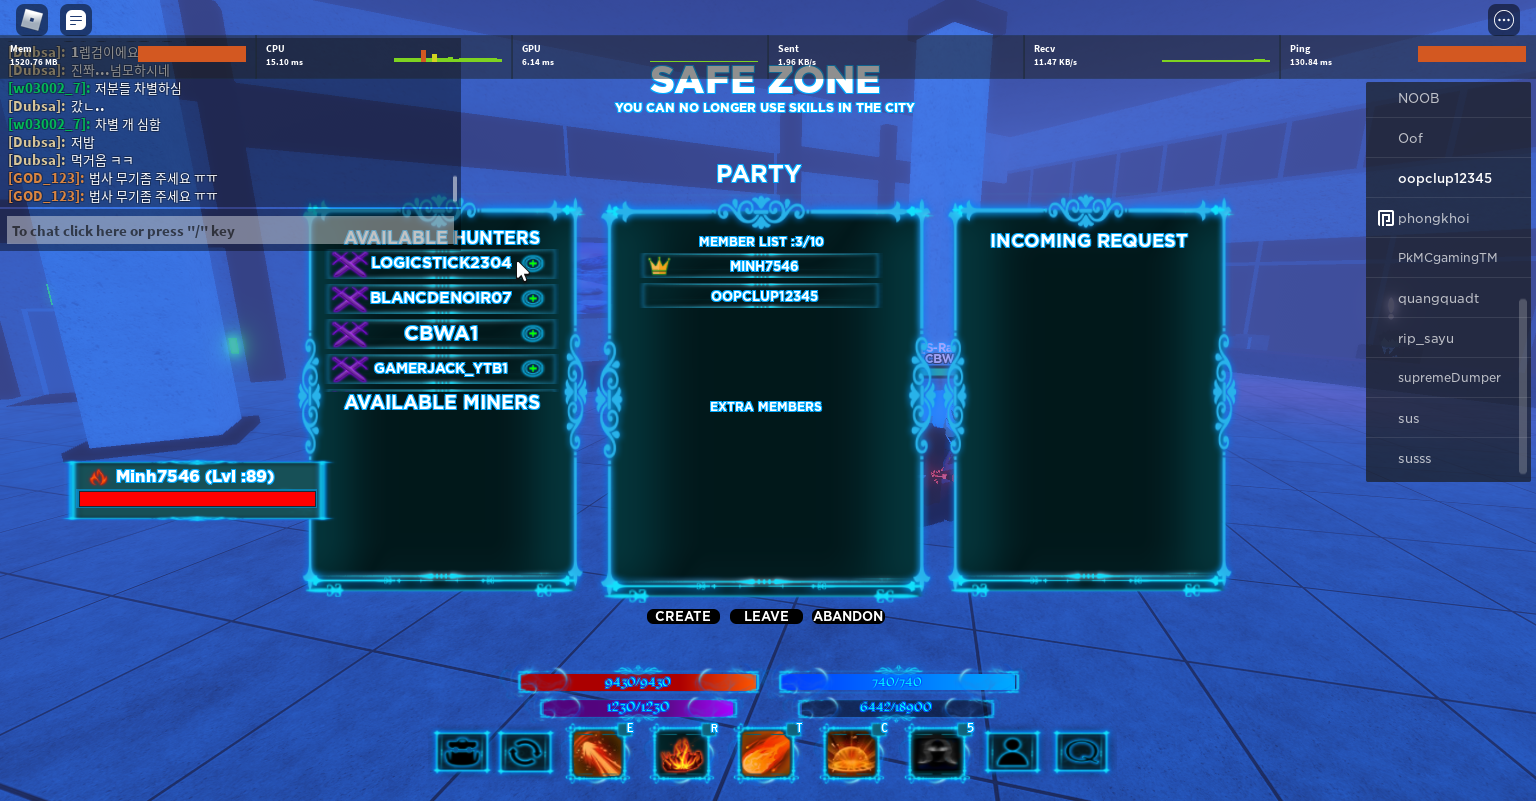 Mem
1520.76 MB
CPU
15.10 ms
GPU
6.14 ms
Sent
1.96 KB/s
Recv
11.47 KB/s
Ping
130.84 ms
[Dubsa]: 1렙검이에요
[Dubsa]: 진쫘...넘모하시네
[w03002_7]: 저분들 차별하심
[Dubsa]: 갔ㄴ..
[w03002_7]: 차별 개 심함
[Dubsa]: 저밥
[Dubsa]: 먹거옴 ㅋㅋ
[GOD_123]: 법사 무기좀 주세요 ㅠㅠ
[GOD_123]: 법사 무기좀 주세요 ㅠㅠ
To chat click here or press "/" key
SAFE ZONE
YOU CAN NO LONGER USE SKILLS IN THE CITY
PARTY
AVAILABLE HUNTERS
LOGICSTICK2304
BLANCDENOIR07
CBWA1
GAMERJACK_YTB1
AVAILABLE MINERS
MEMBER LIST :3/10
MINH7546
OOPCLUP12345
EXTRA MEMBERS
INCOMING REQUEST
NOOB
Oof
oopclup12345
phongkhoi
PkMCgamingTM
quangquadt
rip_sayu
supremeDumper
sus
susss
Minh7546 (Lvl :89)
CREATE
LEAVE
ABANDON
9430/9430
740/740
1230/1230
6442/18900
E
R
T
C
5